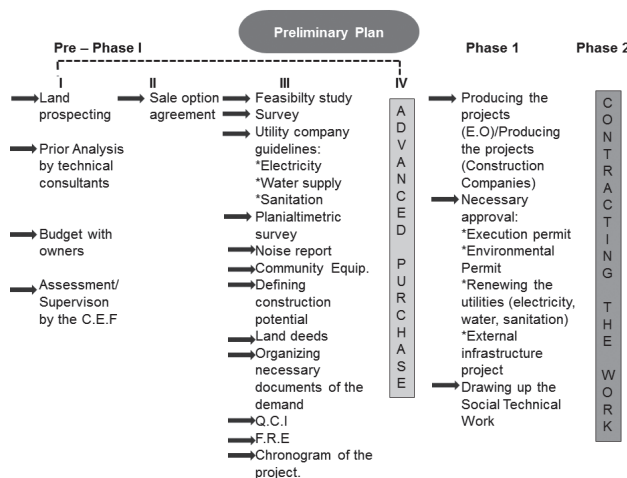 Preliminary Plan
Pre – Phase I
Phase 1
Phase 2
I
II
III
IV
Land
prospecting
Prior Analysis
by technical
consultants
Budget with
owners
Assessment/
Supervison
by the C.E.F
Sale option
agreement
Feasibilty study
Survey
Utility company
guidelines:
*Electricity
*Water supply
*Sanitation
Planialtimetric
survey
Noise report
Community Equip.
Defining
construction
potential
Land deeds
Organizing
necessary
documents of the
demand
Q.C.I
F.R.E
Chronogram of the
project.
ADVANCED PURCHASE
Producing the
projects
(E.O)/Producing
the projects
(Construction
Companies)
Necessary
approval:
*Execution permit
*Environmental
Permit
*Renewing the
utilities (electricity,
water, sanitation)
*External
infrastructure
project
Drawing up the
Social Technical
Work
CONTRACTING THE WORK